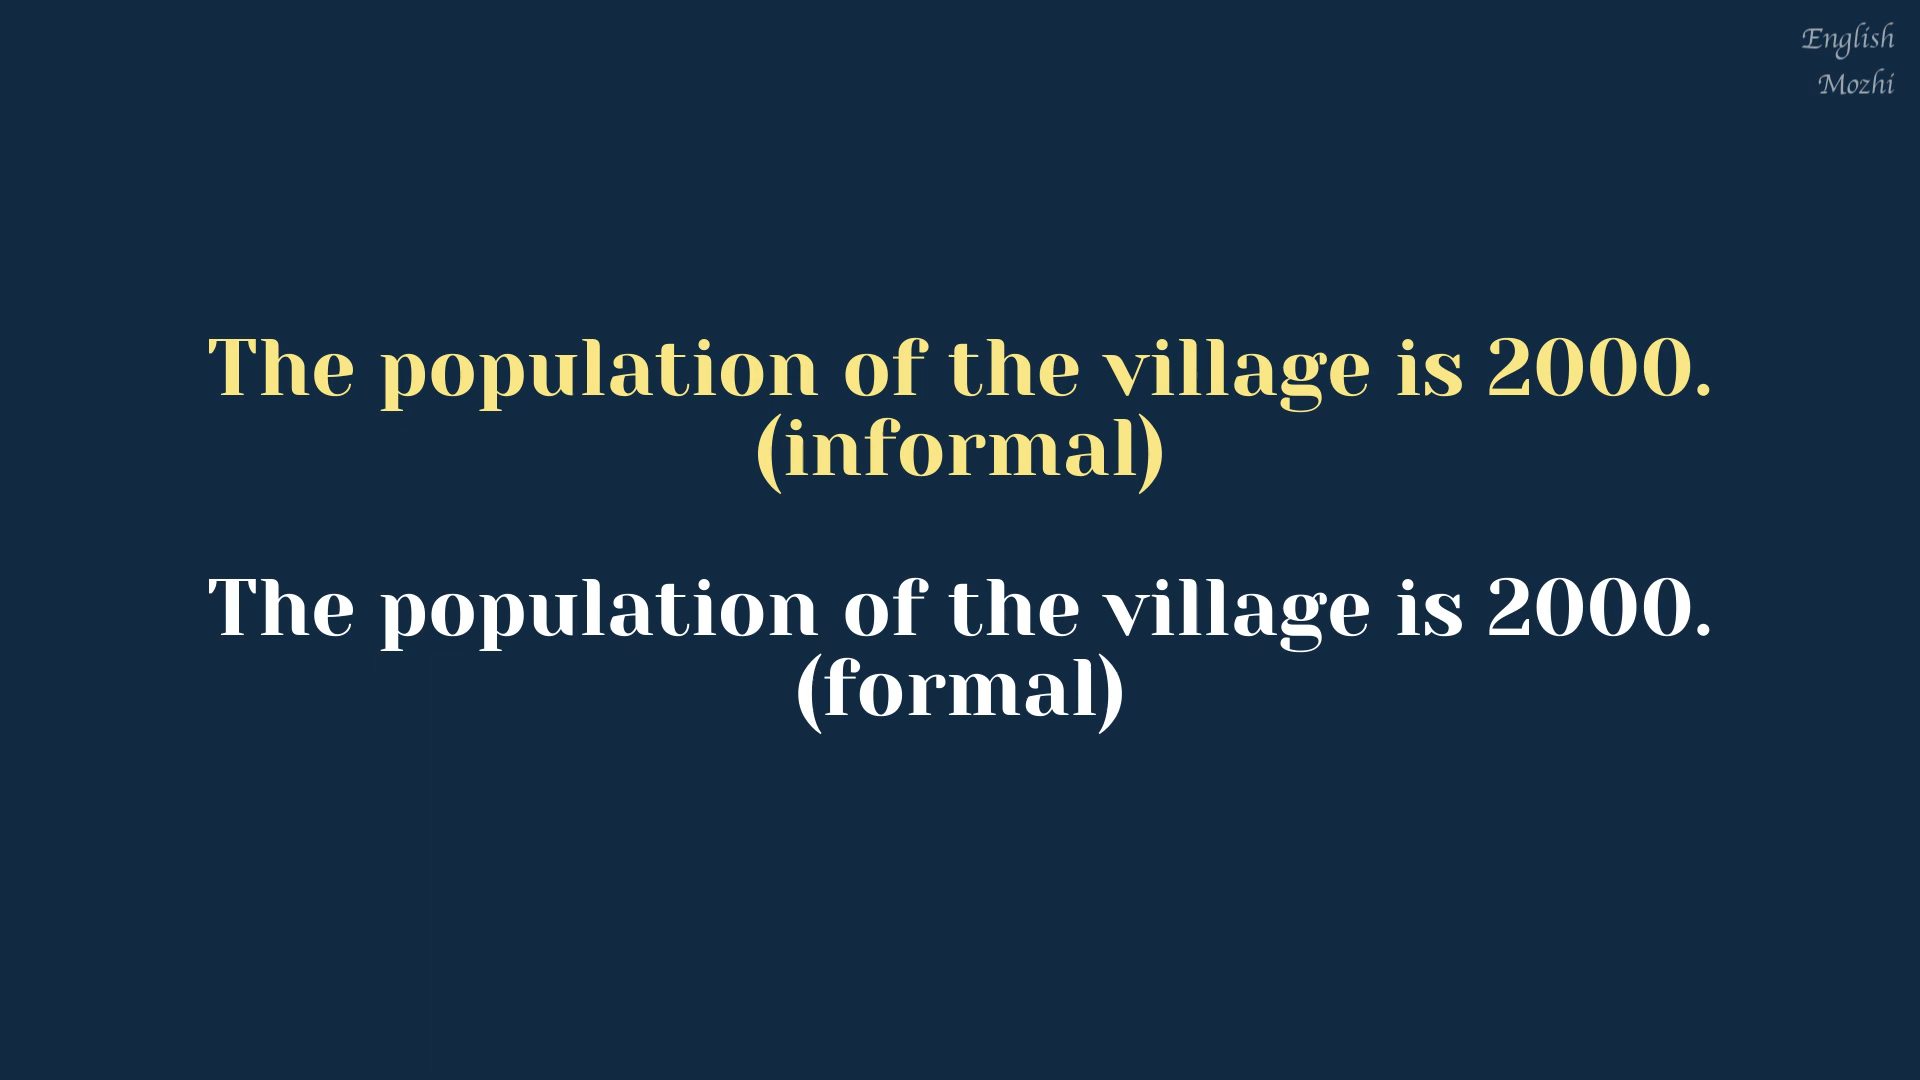 English
Mozhi
The population of the village is 2000.
(informal)
The population of the village is 2000.
(formal)